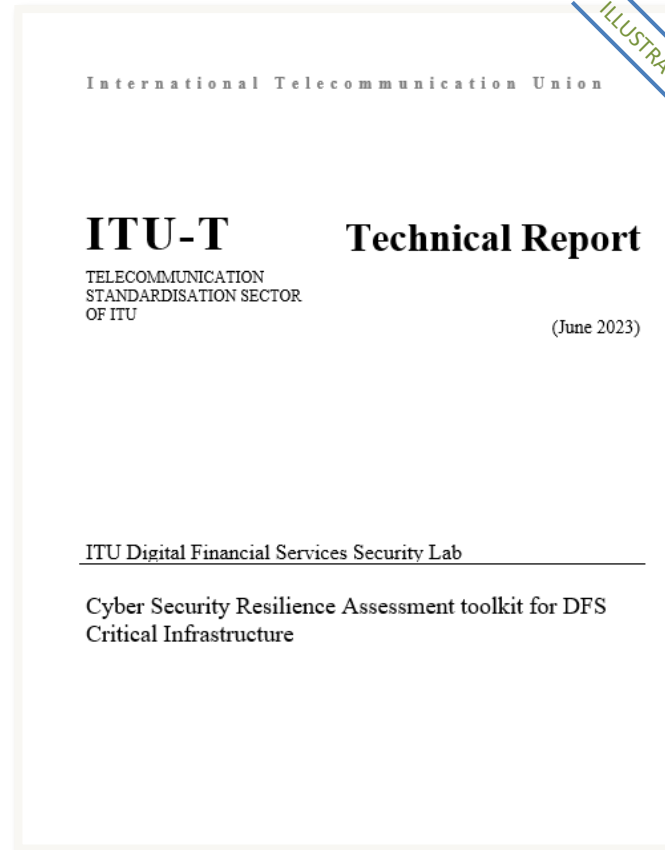 International Telecommunication Union
ITU-T
Technical Report
TELECOMMUNICATION
STANDARDISATION SECTOR
OF ITU
(June 2023)
ITU Digital Financial Services Security Lab
Cyber Security Resilience Assessment toolkit for DFS
Critical Infrastructure